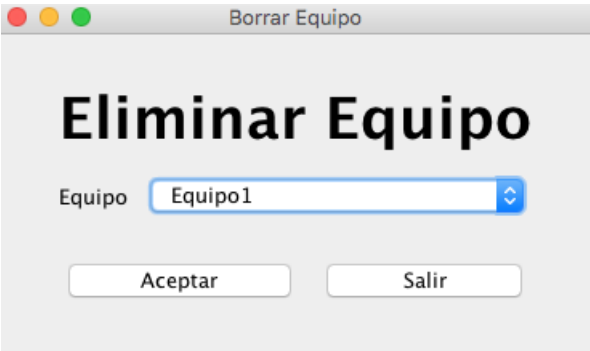 Borrar Equipo
Eliminar Equipo
Equipo Equipo1
Aceptar Salir